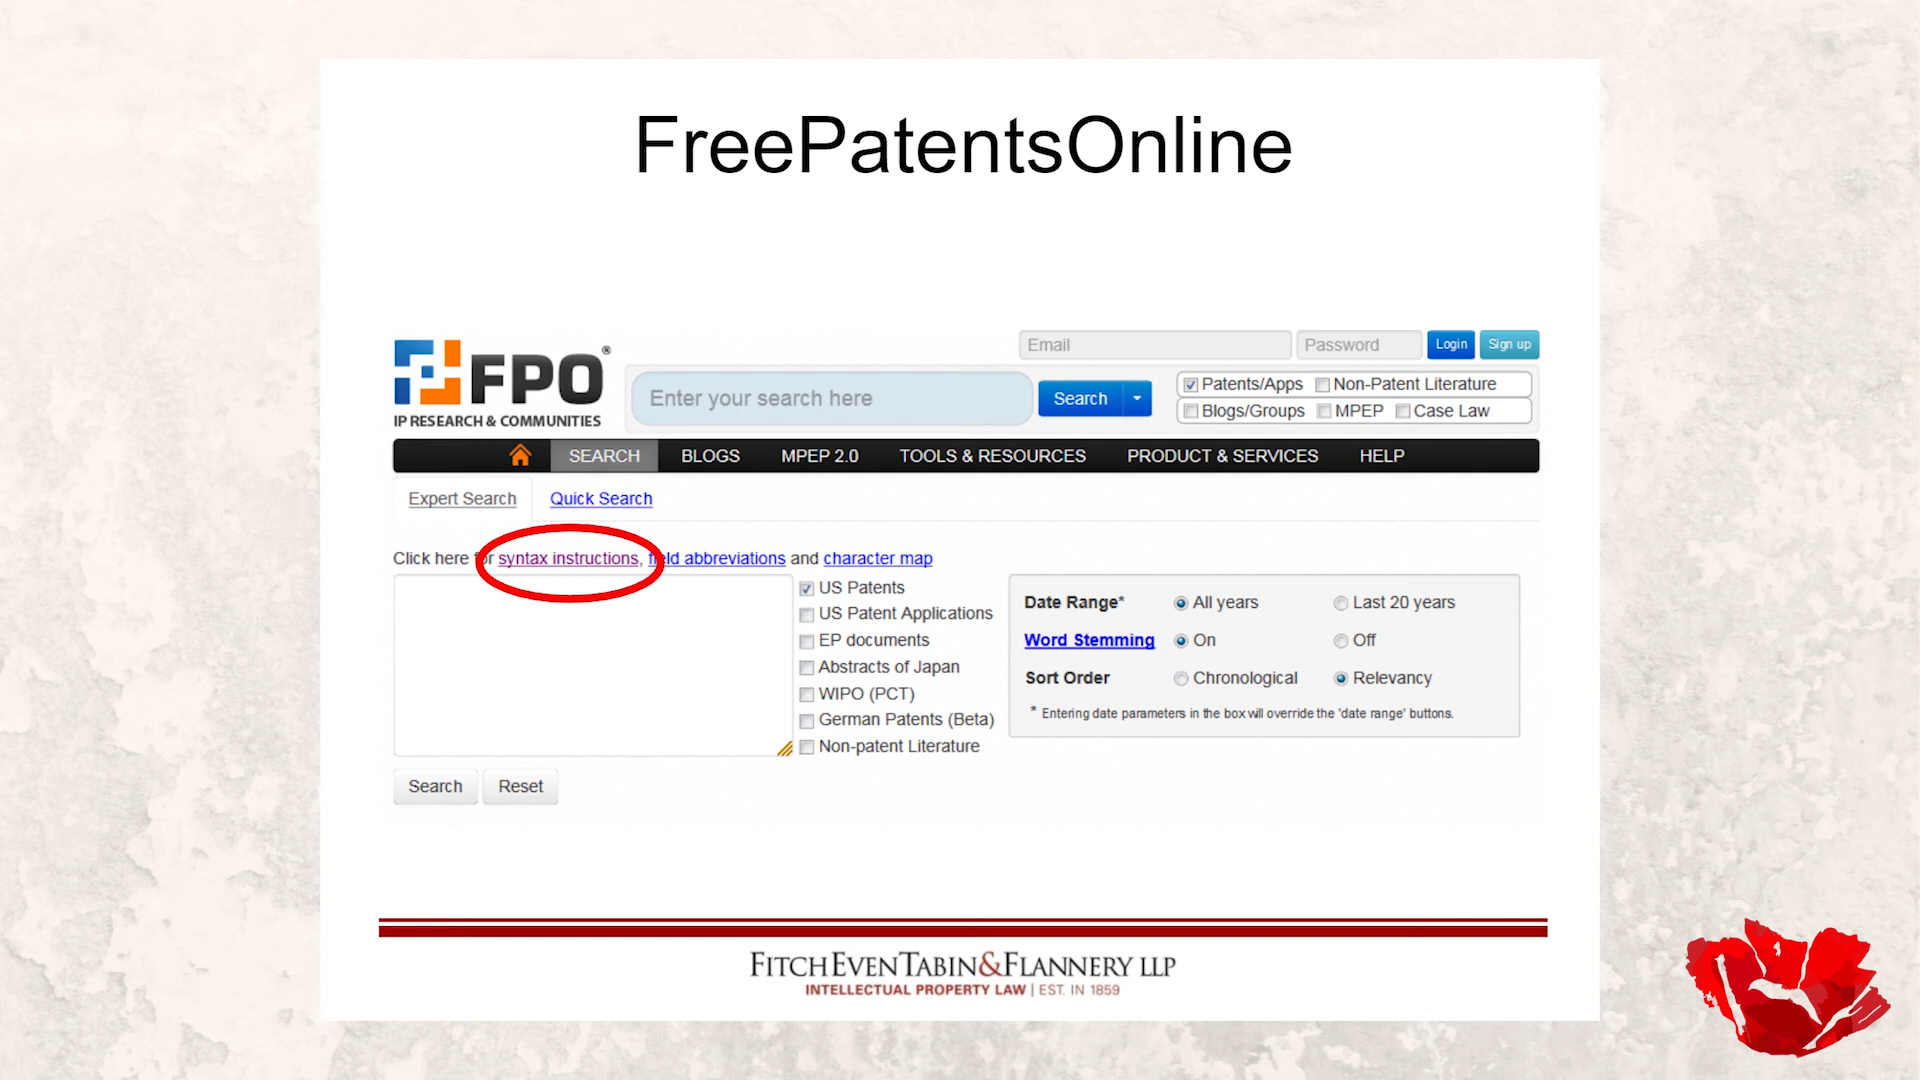 FreePatentsOnline
Email Password Login Sign up
FPO®
IP RESEARCH & COMMUNITIES
Enter your search here Search
Patents/Apps Non-Patent Literature
Blogs/Groups MPEP Case Law
SEARCH BLOGS MPEP 2.0 TOOLS & RESOURCES PRODUCT & SERVICES HELP
Expert Search Quick Search
Click here for syntax instructions, field abbreviations and character map
US Patents
US Patent Applications
EP documents
Abstracts of Japan
WIPO (PCT)
German Patents (Beta)
Non-patent Literature
Date Range* All years Last 20 years
Word Stemming On Off
Sort Order Chronological Relevancy
* Entering date parameters in the box will override the 'date range' buttons.
Search Reset
FITCH EVEN TABIN & FLANNERY LLP
INTELLECTUAL PROPERTY LAW | EST. IN 1859